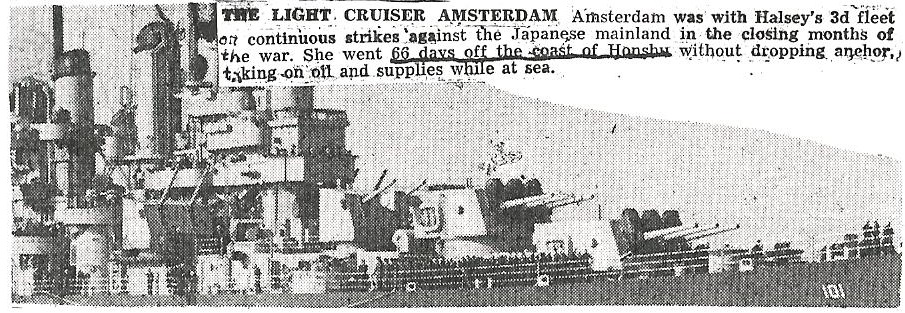 THE LIGHT CRUISER AMSTERDAM Amsterdam was with Halsey's 3d fleet
on continuous strikes against the Japanese mainland in the closing months of
the war. She went 66 days off the coast of Honshu without dropping anchor,
taking on oil and supplies while at sea.
101